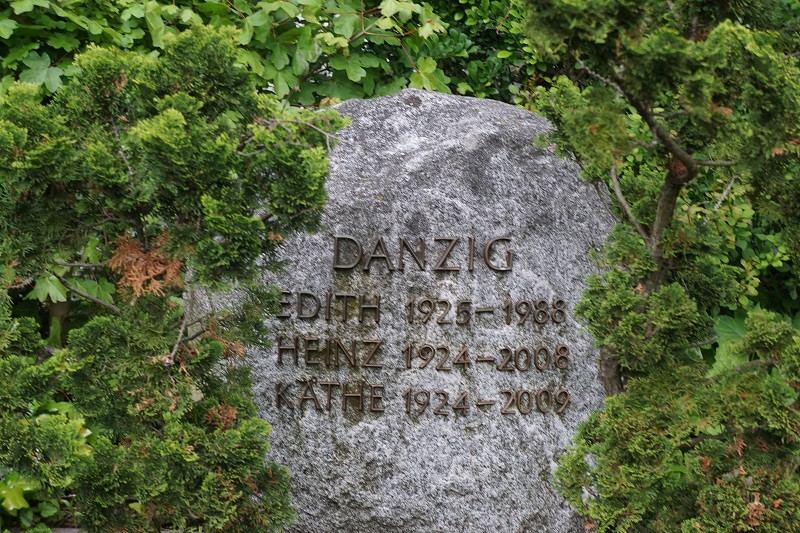 DANZIG
EDITH 1925–1988
HEINZ 1924–2008
KÄTHE 1924–2009